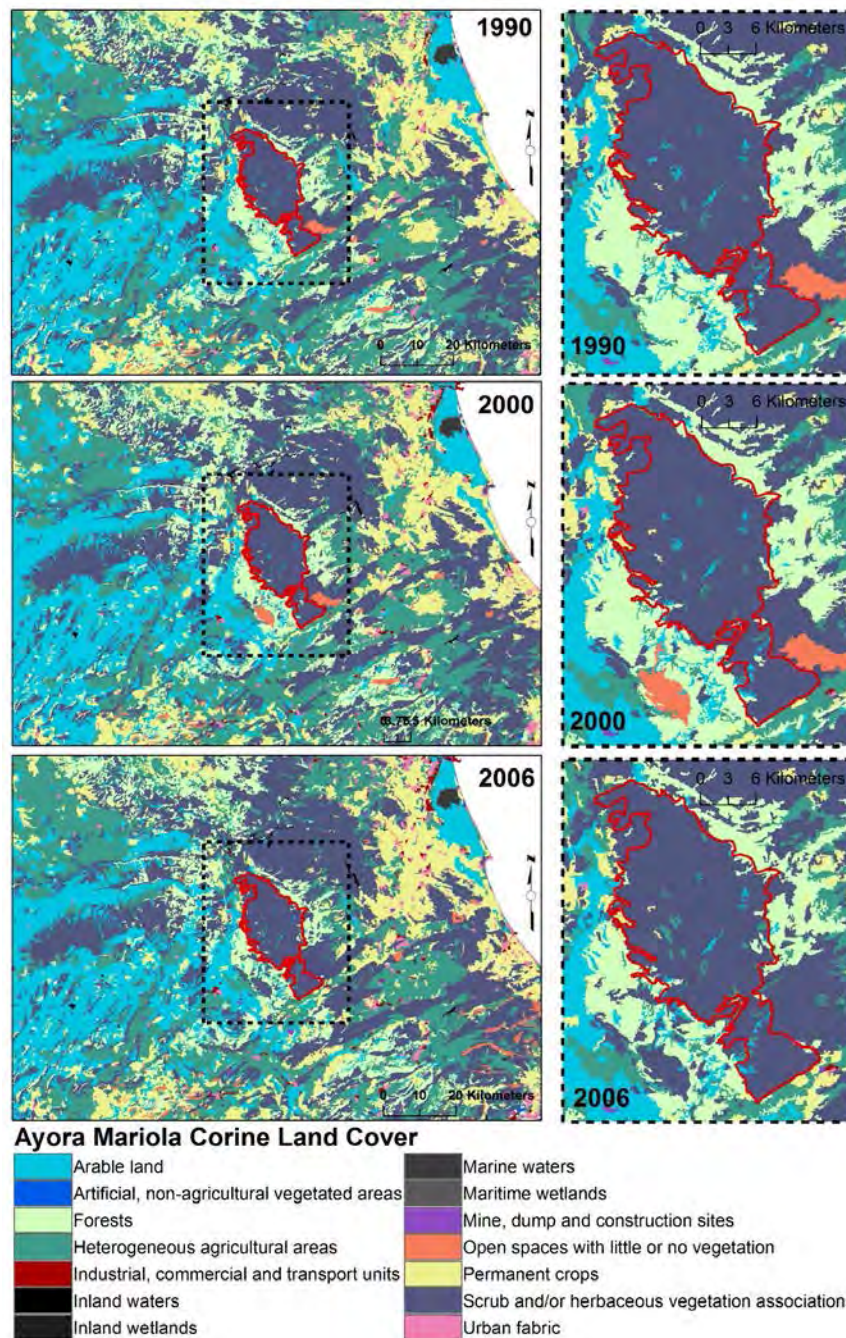 1990
0 3 6 Kilometers
N
0 10 20 Kilometers
1990
2000
0 3 6 Kilometers
N
Kilometers
2000
2006
0 3 6 Kilometers
N
0 10 20 Kilometers
2006
Ayora Mariola Corine Land Cover
Arable land
Artificial, non-agricultural vegetated areas
Forests
Heterogeneous agricultural areas
Industrial, commercial and transport units
Inland waters
Inland wetlands
Marine waters
Maritime wetlands
Mine, dump and construction sites
Open spaces with little or no vegetation
Permanent crops
Scrub and/or herbaceous vegetation association
Urban fabric